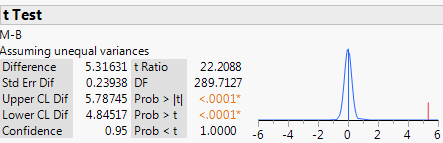 t Test
M-B
Assuming unequal variances
Difference 5.31631 t Ratio 22.2088
Std Err Dif 0.23938 DF 289.7127
Upper CL Dif 5.78745 Prob > |t| <.0001*
Lower CL Dif 4.84517 Prob > t <.0001*
Confidence 0.95 Prob < t 1.0000
-6 -4 -2 0 2 4 6